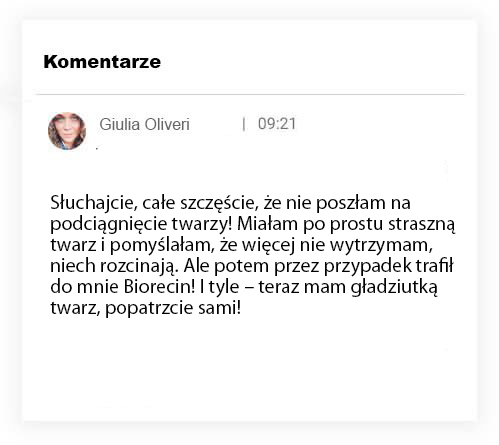 Komentarze
Giulia Oliveri | 09:21
Słuchajcie, całe szczęście, że nie poszłam na
podciągnięcie twarzy! Miałam po prostu straszną
twarz i pomyślałam, że więcej nie wytrzymam,
niech rozcinają. Ale potem przez przypadek trafił
do mnie Biorecin! I tyle – teraz mam gładziutką
twarz, popatrzcie sami!